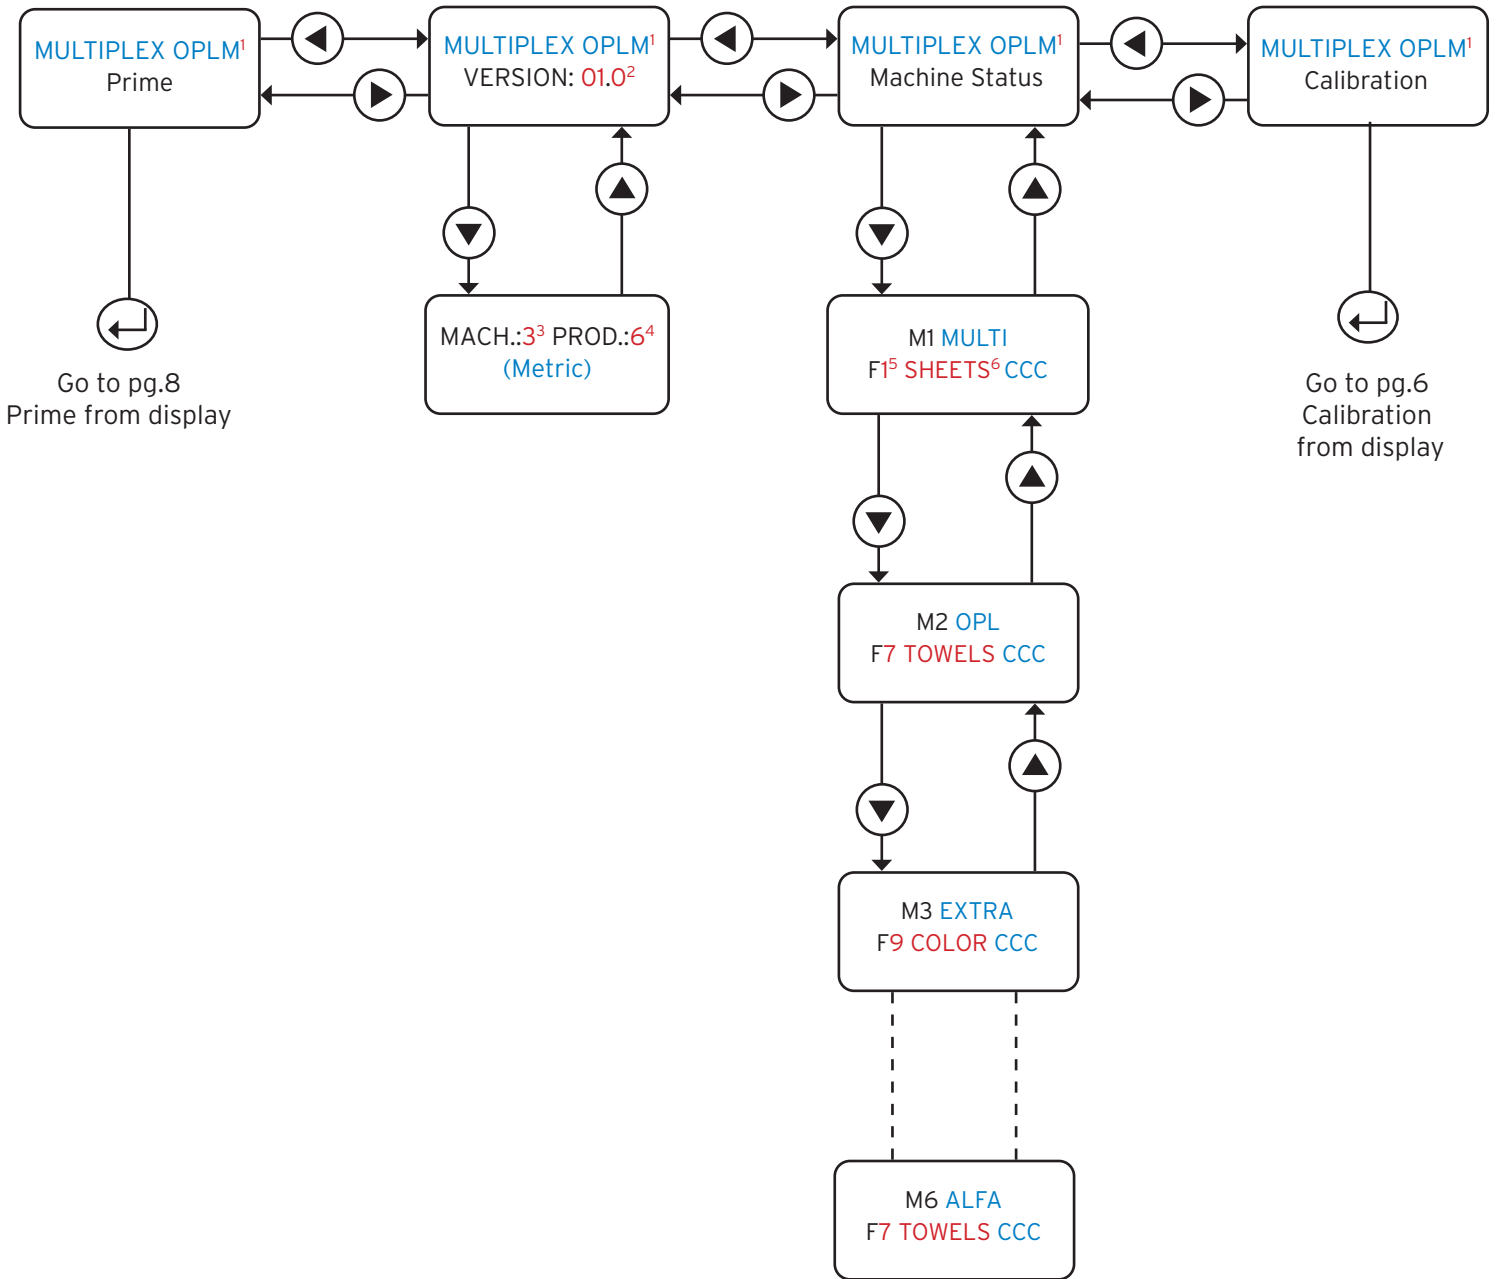 MULTIPLEX OPLM¹
Prime
MULTIPLEX OPLM¹
VERSION: 01.0²
MULTIPLEX OPLM¹
Machine Status
MULTIPLEX OPLM¹
Calibration
MACH.:3³ PROD.:6⁴
(Metric)
M1 MULTI
F1⁵ SHEETS⁶ CCC
Go to pg.8
Prime from display
Go to pg.6
Calibration
from display
M2 OPL
F7 TOWELS CCC
M3 EXTRA
F9 COLOR CCC
M6 ALFA
F7 TOWELS CCC